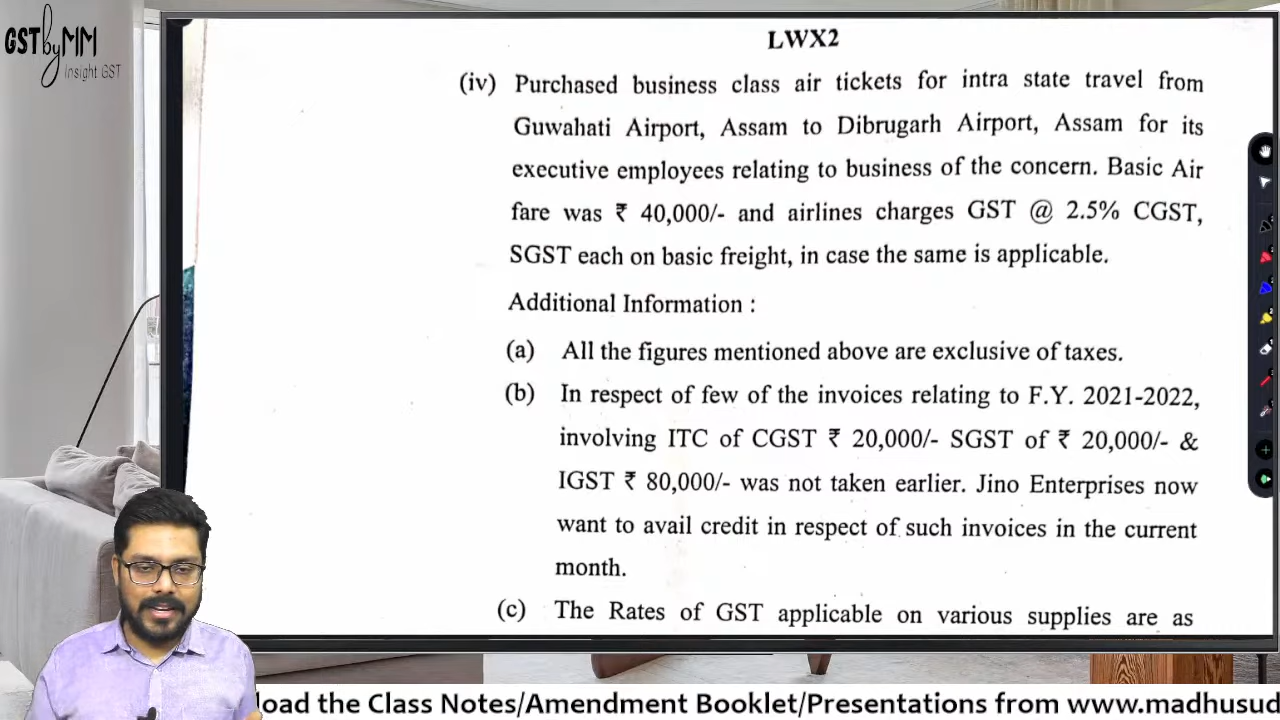 GST by MM
Insight GST
LWX2
(iv) Purchased business class air tickets for intra state travel from
Guwahati Airport, Assam to Dibrugarh Airport, Assam for its
executive employees relating to business of the concern. Basic Air
fare was ₹ 40,000/- and airlines charges GST @ 2.5% CGST,
SGST each on basic freight, in case the same is applicable.
Additional Information :
(a) All the figures mentioned above are exclusive of taxes.
(b) In respect of few of the invoices relating to F.Y. 2021-2022,
involving ITC of CGST ₹ 20,000/- SGST of ₹ 20,000/- &
IGST ₹ 80,000/- was not taken earlier. Jino Enterprises now
want to avail credit in respect of such invoices in the current
month.
(c) The Rates of GST applicable on various supplies are as
load the Class Notes/Amendment Booklet/Presentations from www.madhusud